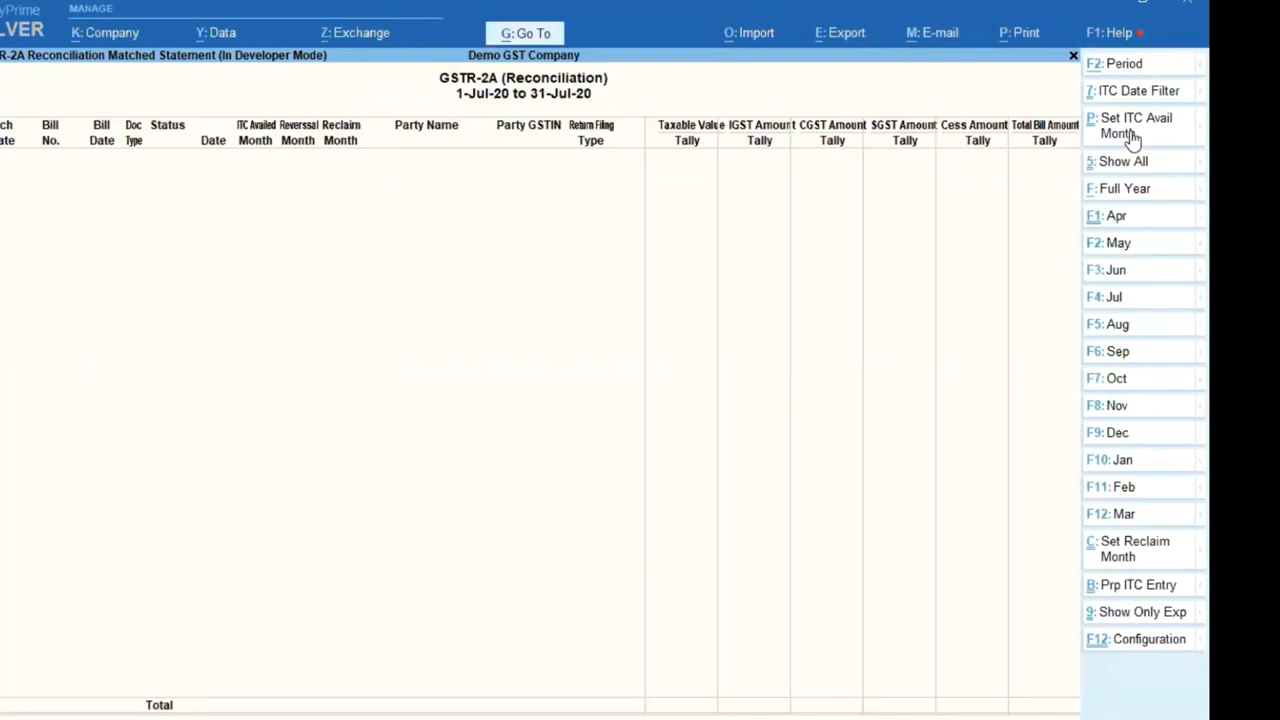 yPrime
LVER
MANAGE
K: Company
Y: Data
Z: Exchange
G: Go To
O: Import
E: Export
M: E-mail
P: Print
F1: Help
R-2A Reconciliation Matched Statement (In Developer Mode)
Demo GST Company
GSTR-2A (Reconciliation)
1-Jul-20 to 31-Jul-20
ch Bill Bill Doc Status ITC Availed Reverssal Reclaim Party Name Party GSTIN Return Filing Taxable Value IGST Amount CGST Amount SGST Amount Cess Amount Total Bill Amount
ate No. Date Type Date Month Month Month Type Tally Tally Tally Tally Tally Tally
Total
F2: Period
7: ITC Date Filter
P: Set ITC Avail
Month
5: Show All
F: Full Year
F1: Apr
F2: May
F3: Jun
F4: Jul
F5: Aug
F6: Sep
F7: Oct
F8: Nov
F9: Dec
F10: Jan
F11: Feb
F12: Mar
C: Set Reclaim
Month
B: Prp ITC Entry
9: Show Only Exp
F12: Configuration